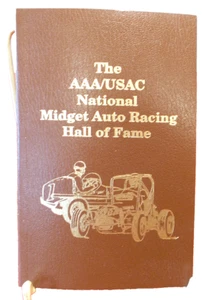 The
AAA/USAC
National
Midget Auto Racing
Hall of Fame